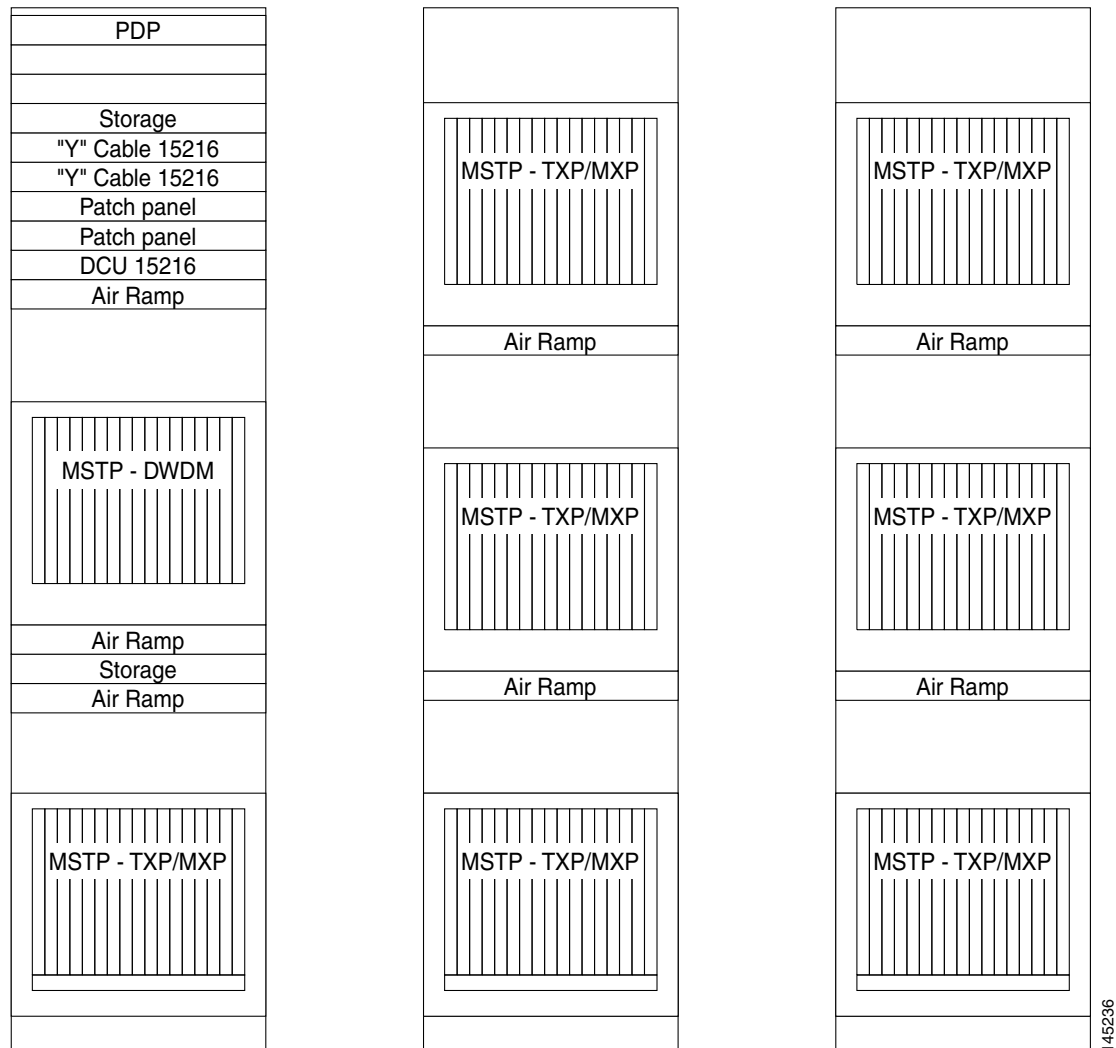 PDP
Storage
"Y" Cable 15216
"Y" Cable 15216
Patch panel
Patch panel
DCU 15216
Air Ramp
MSTP - DWDM
Air Ramp
Storage
Air Ramp
MSTP - TXP/MXP
MSTP - TXP/MXP
Air Ramp
MSTP - TXP/MXP
Air Ramp
MSTP - TXP/MXP
MSTP - TXP/MXP
Air Ramp
MSTP - TXP/MXP
Air Ramp
MSTP - TXP/MXP
145236